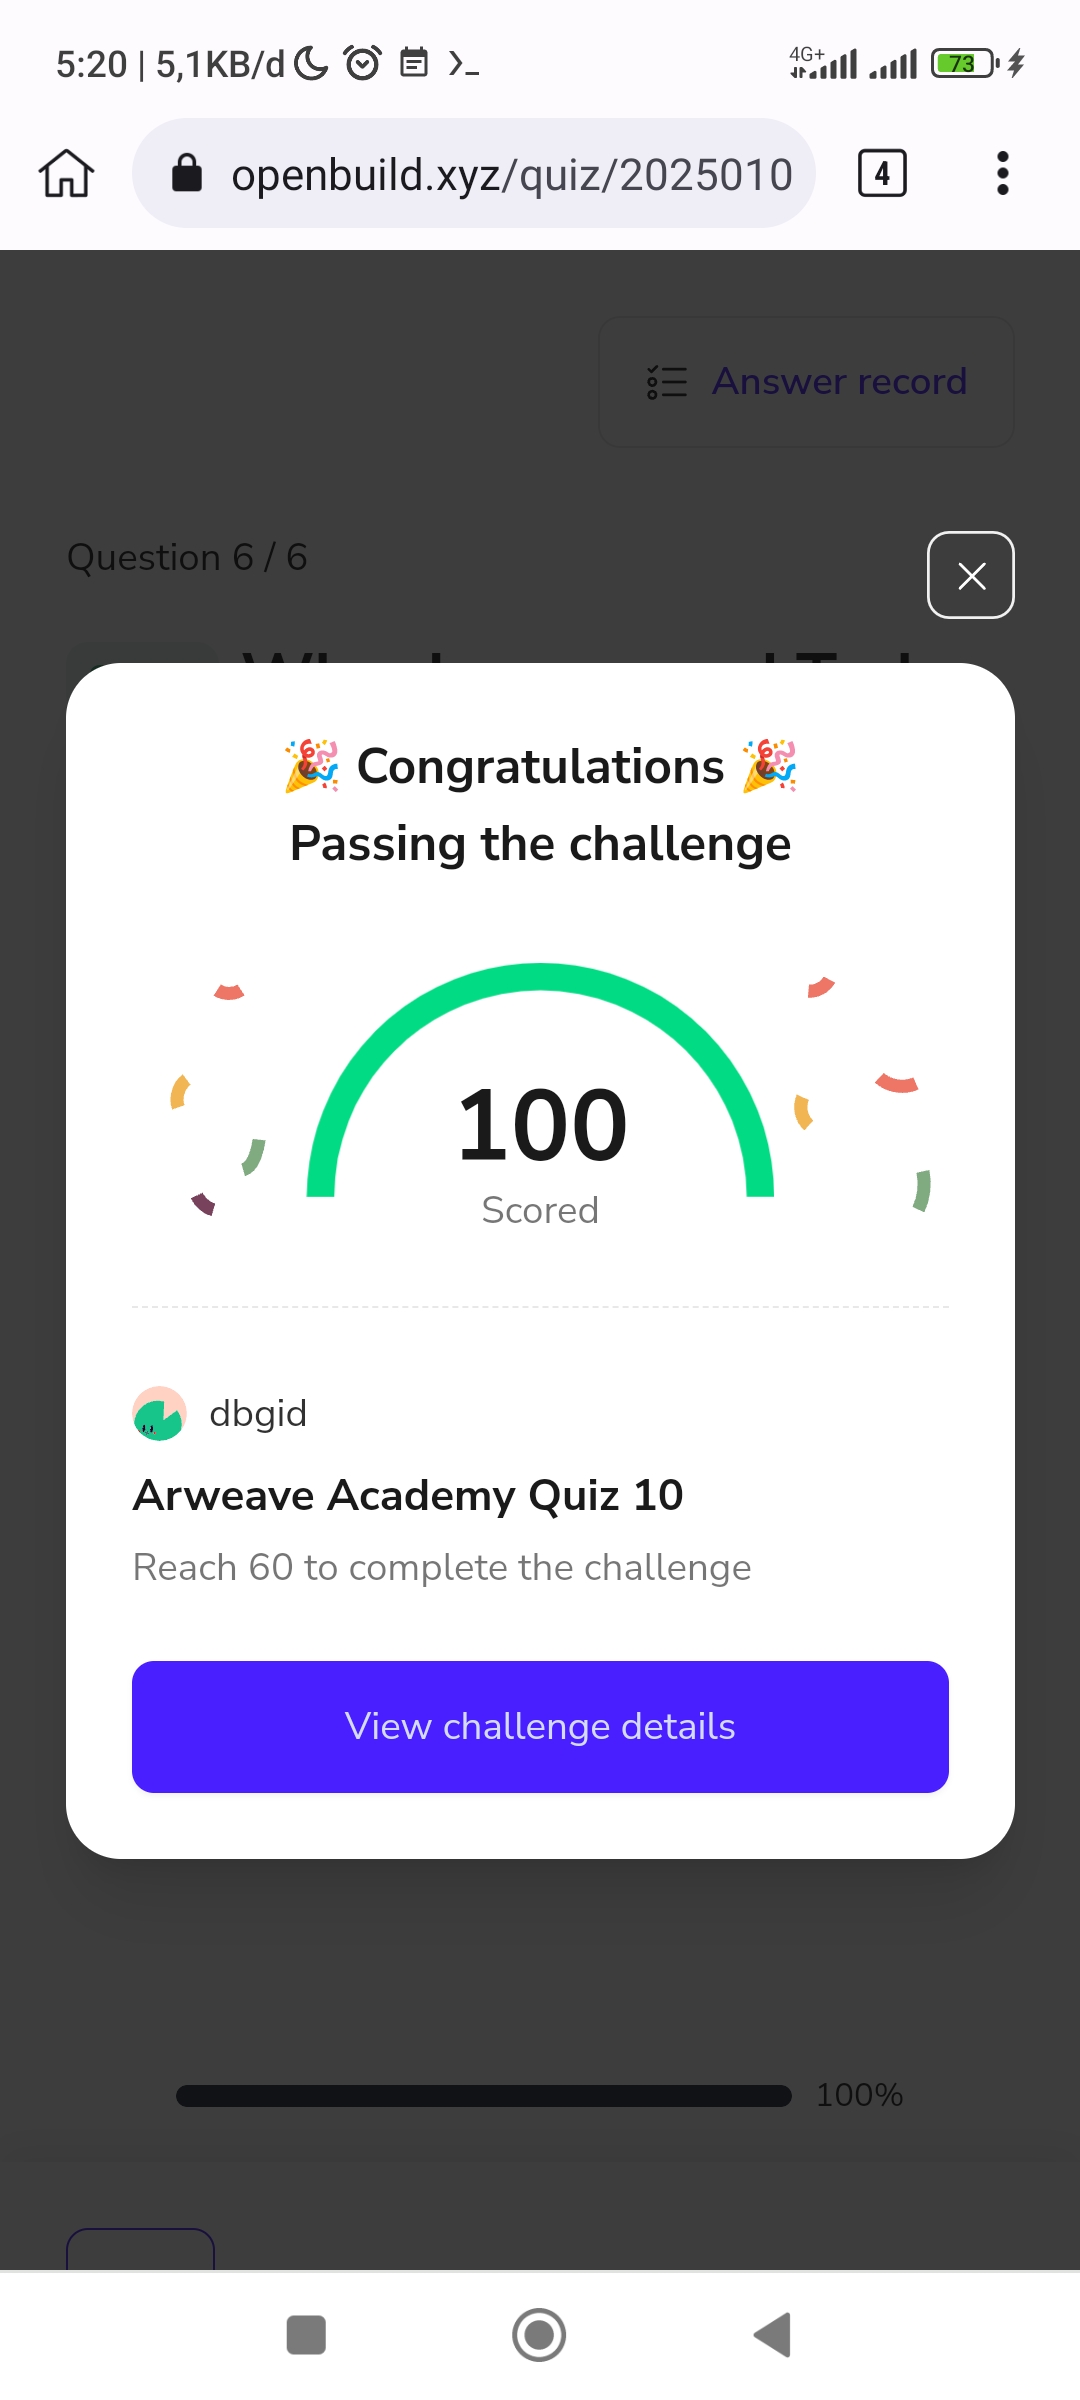 5:20 | 5,1KB/d
4G+
73
openbuild.xyz/quiz/2025010
4
Answer record
Question 6 / 6
🎉 Congratulations 🎉
Passing the challenge
100
Scored
dbgid
Arweave Academy Quiz 10
Reach 60 to complete the challenge
View challenge details
100%